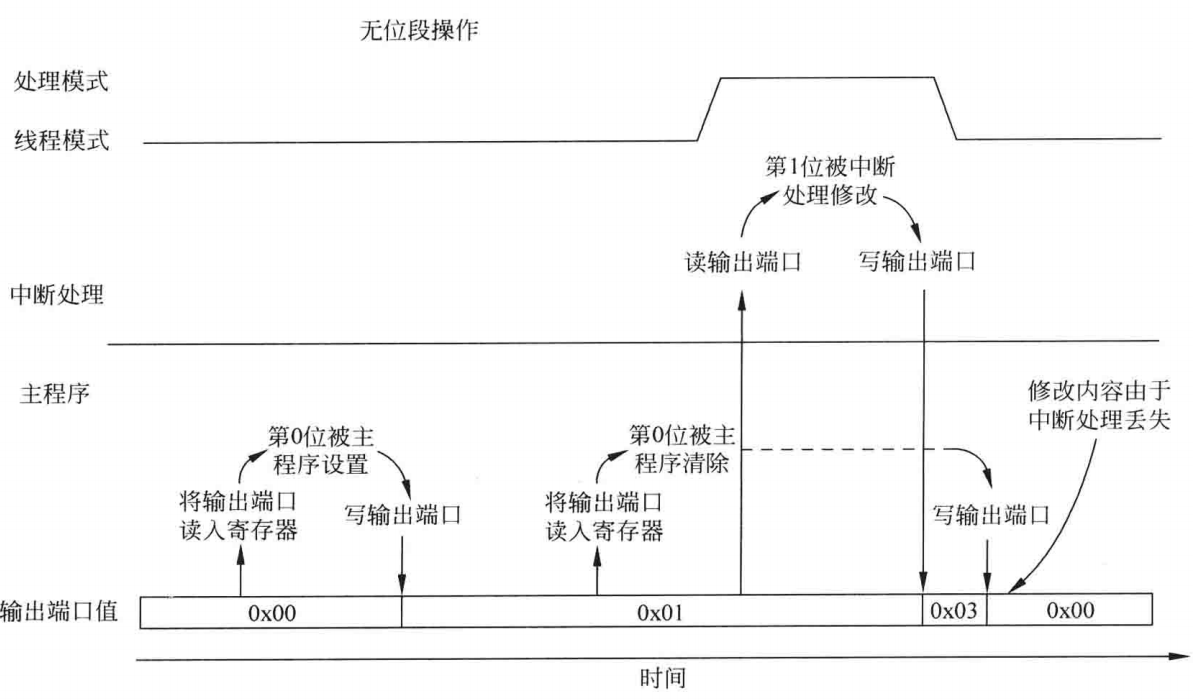 无位段操作
处理模式
线程模式
第1位被中断
处理修改
读输出端口
写输出端口
中断处理
主程序
修改内容由于
中断处理丢失
第0位被主
程序设置
第0位被主
程序清除
将输出端口
读入寄存器
写输出端口
将输出端口
读入寄存器
写输出端口
输出端口值
0x00
0x01
0x03
0x00
时间